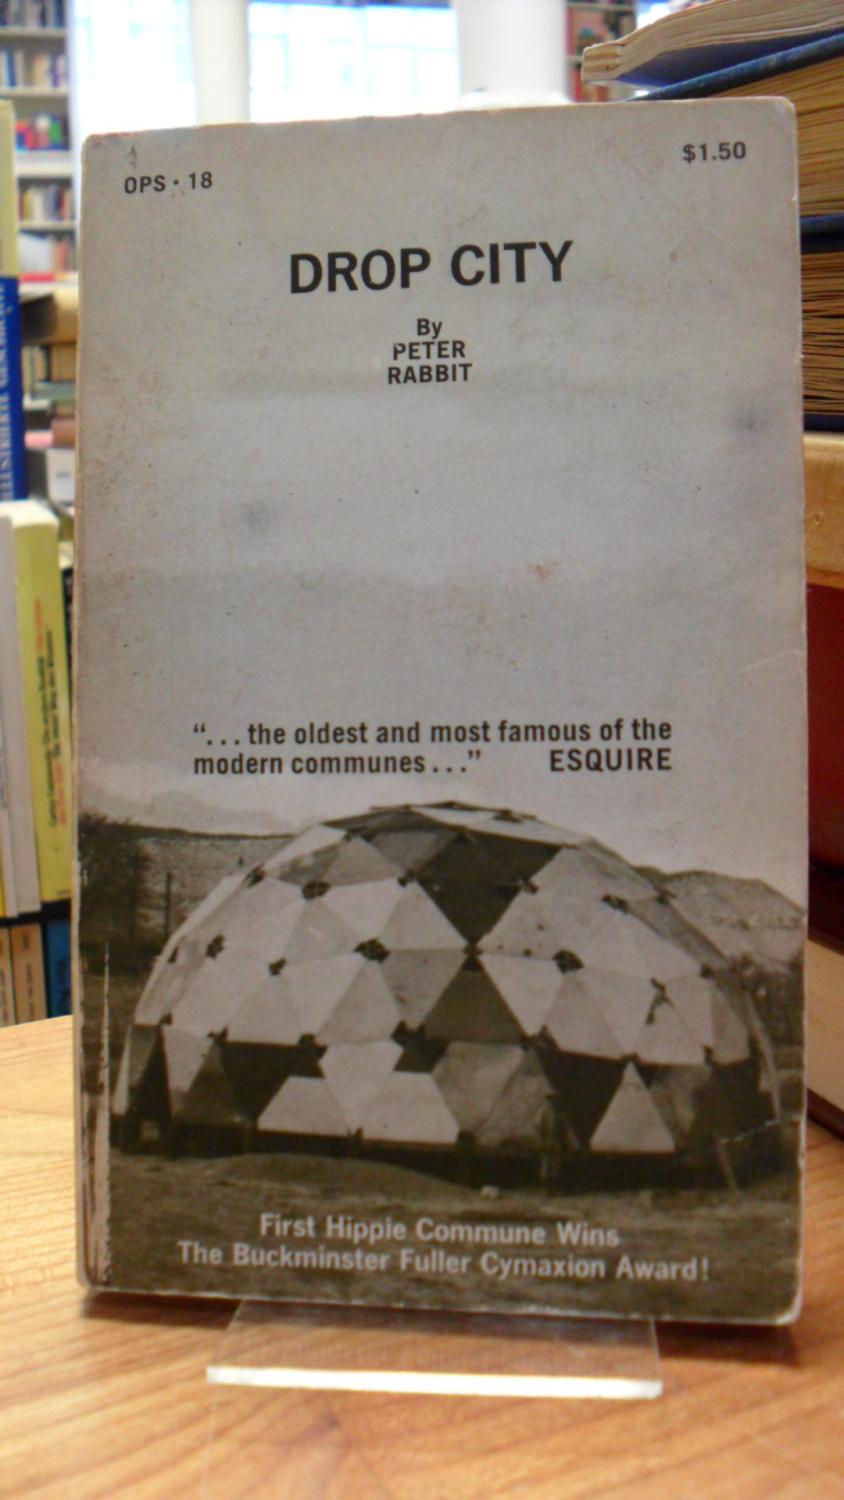 OPS · 18
$1.50
DROP CITY
By
PETER
RABBIT
“. . . the oldest and most famous of the
modern communes . . .” ESQUIRE
First Hippie Commune Wins
The Buckminster Fuller Cymaxion Award!